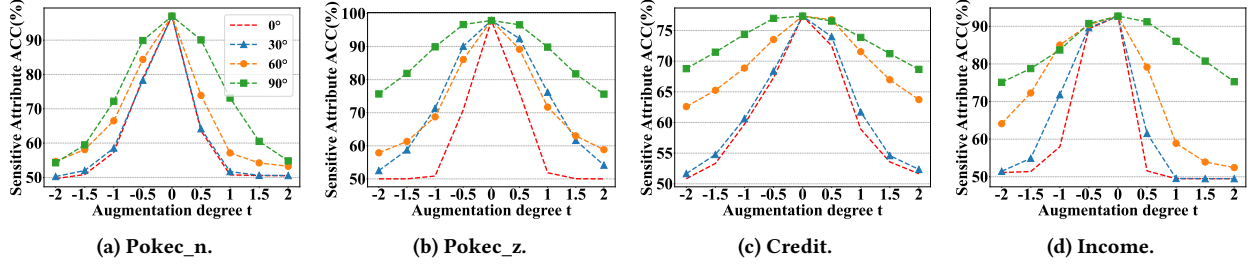 Sensitive Attribute ACC(%)
90
80
70
60
50
0°
30°
60°
90°
-2 -1.5 -1 -0.5 0 0.5 1 1.5 2
Augmentation degree t
(a) Pokec_n.
Sensitive Attribute ACC(%)
100
90
80
70
60
50
-2 -1.5 -1 -0.5 0 0.5 1 1.5 2
Augmentation degree t
(b) Pokec_z.
Sensitive Attribute ACC(%)
75
70
65
60
55
50
-2 -1.5 -1 -0.5 0 0.5 1 1.5 2
Augmentation degree t
(c) Credit.
Sensitive Attribute ACC(%)
90
80
70
60
50
-2 -1.5 -1 -0.5 0 0.5 1 1.5 2
Augmentation degree t
(d) Income.